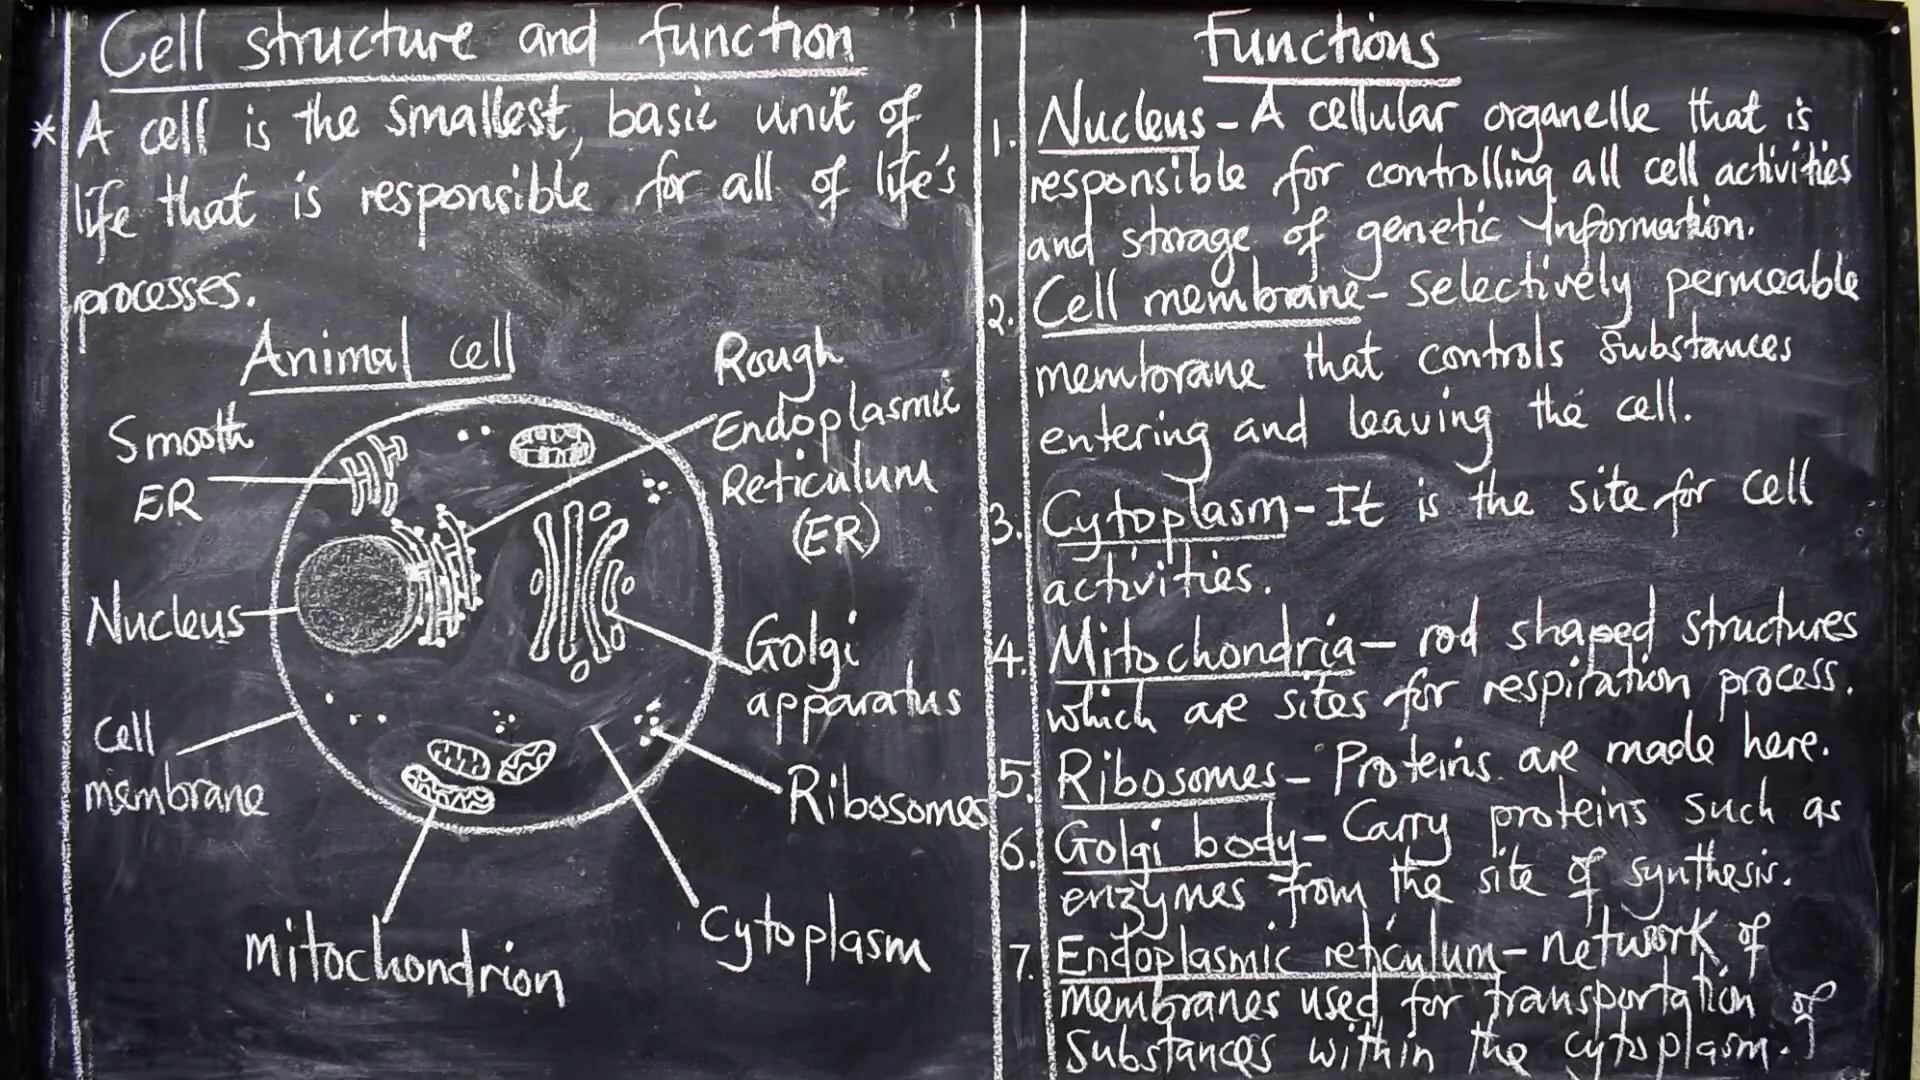 Cell structure and function
* A cell is the smallest, basic unit of
life that is responsible for all of life's
processes.
Animal cell
Smooth
ER
Nucleus
Cell
membrane
Mitochondrion
Rough
Endoplasmic
Reticulum
(ER)
Golgi
apparatus
Ribosomes
Cytoplasm
Functions
1. Nucleus - A cellular organelle that is
responsible for controlling all cell activities
and storage of genetic information.
2. Cell membrane - Selectively permeable
membrane that controls substances
entering and leaving the cell.
3. Cytoplasm - It is the site for cell
activities.
4. Mitochondria - rod shaped structures
which are sites for respiration process.
5. Ribosomes - Proteins are made here.
6. Golgi body - Carry proteins such as
enzymes from the site of synthesis.
7. Endoplasmic reticulum - network of
membranes used for transportation of
Substances within the cytoplasm.